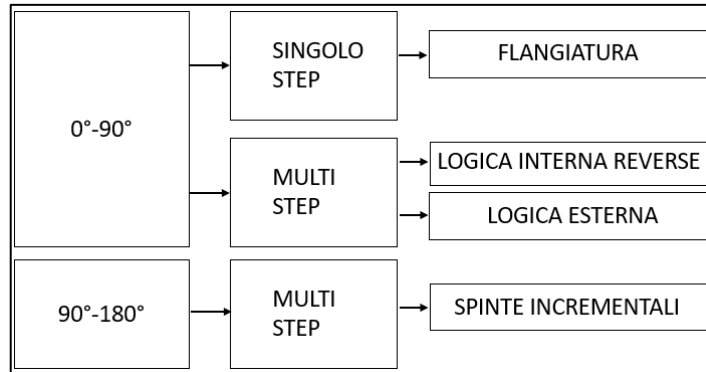 0°-90°
SINGOLO
STEP
FLANGIATURA
MULTI
STEP
LOGICA INTERNA REVERSE
LOGICA ESTERNA
90°-180°
MULTI
STEP
SPINTE INCREMENTALI